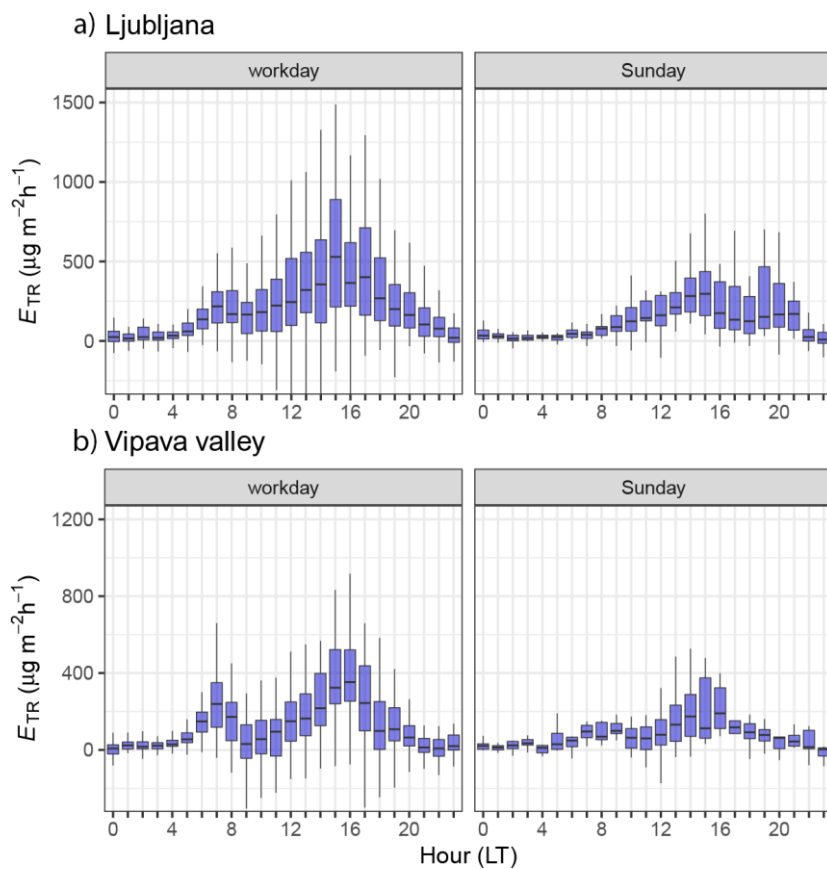 a) Ljubljana
workday Sunday
1500
1000
500
0
E_TR (µg m⁻²h⁻¹)
0 4 8 12 16 20 0 4 8 12 16 20
b) Vipava valley
workday Sunday
1200
800
400
0
E_TR (µg m⁻²h⁻¹)
0 4 8 12 16 20 0 4 8 12 16 20
Hour (LT)